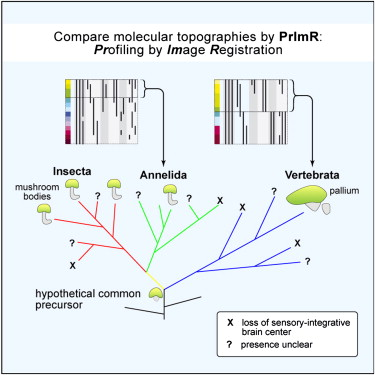 Compare molecular topographies by PrImR:
Profiling by Image Registration
Insecta
Annelida
Vertebrata
mushroom
bodies
pallium
?
?
?
?
X
X
?
?
X
X
?
hypothetical common
precursor
X loss of sensory-integrative
brain center
? presence unclear